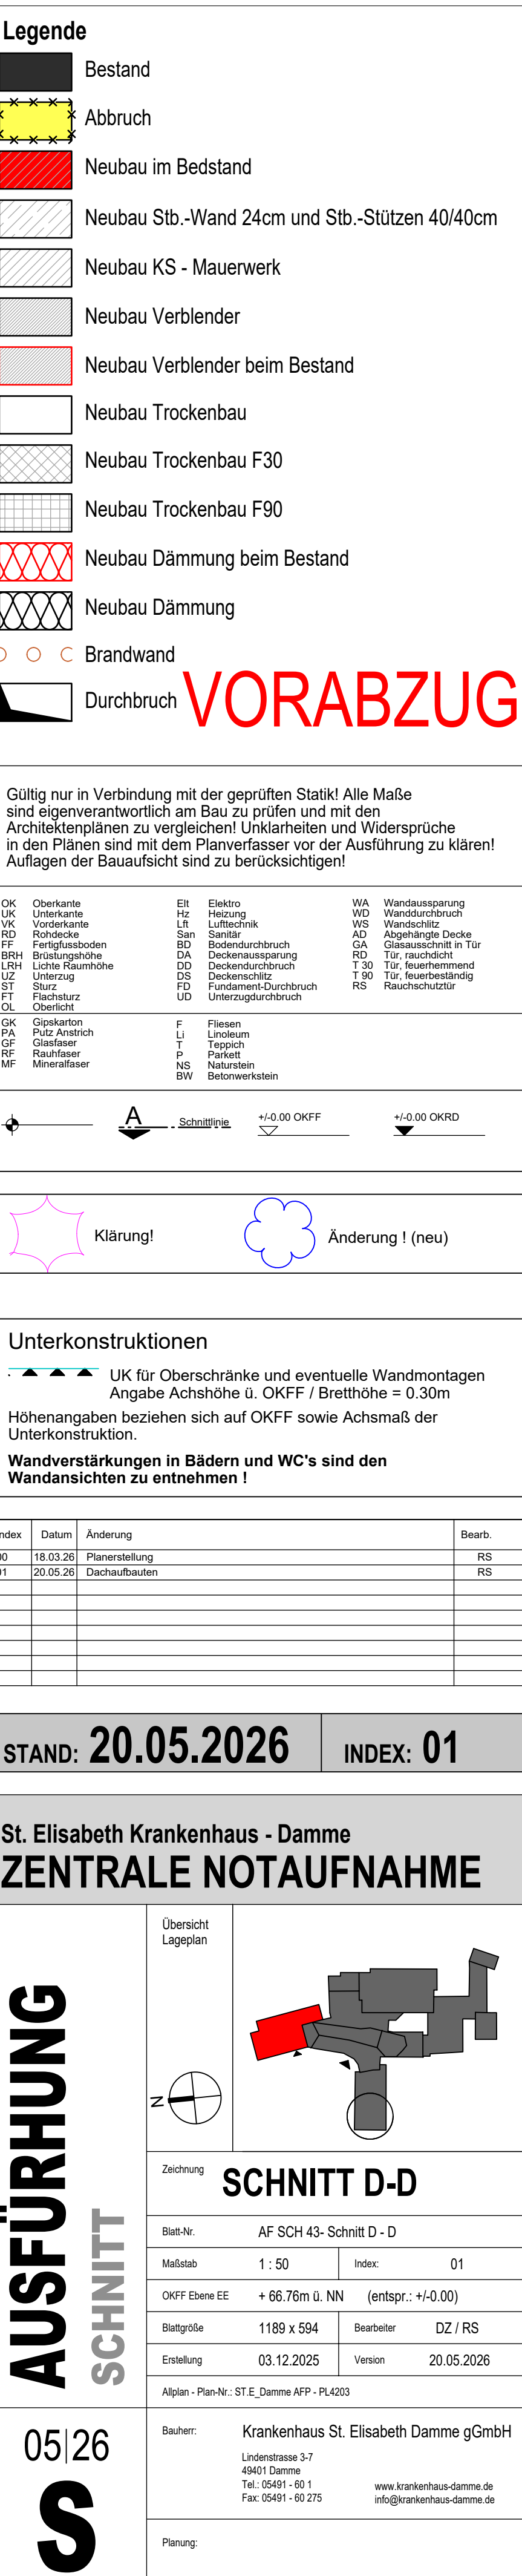 Legende
Bestand
Abbruch
Neubau im Bedstand
Neubau Stb.-Wand 24cm und Stb.-Stützen 40/40cm
Neubau KS - Mauerwerk
Neubau Verblender
Neubau Verblender beim Bestand
Neubau Trockenbau
Neubau Trockenbau F30
Neubau Trockenbau F90
Neubau Dämmung beim Bestand
Neubau Dämmung
Brandwand
Durchbruch
VORABZUG
Gültig nur in Verbindung mit der geprüften Statik! Alle Maße
sind eigenverantwortlich am Bau zu prüfen und mit den
Architektenplänen zu vergleichen! Unklarheiten und Widersprüche
in den Plänen sind mit dem Planverfasser vor der Ausführung zu klären!
Auflagen der Bauaufsicht sind zu berücksichtigen!
OK Oberkante
UK Unterkante
VK Vorderkante
RD Rohdecke
FF Fertigfussboden
BRH Brüstungshöhe
LRH Lichte Raumhöhe
UZ Unterzug
ST Sturz
FT Flachsturz
OL Oberlicht
Elt Elektro
Hz Heizung
Lft Lufttechnik
San Sanitär
BD Bodendurchbruch
DA Deckenaussparung
DD Deckendurchbruch
DS Deckenschlitz
FD Fundament-Durchbruch
UD Unterzugdurchbruch
WA Wandaussparung
WD Wanddurchbruch
WS Wandschlitz
AD Abgehängte Decke
GA Glasausschnitt in Tür
RD Tür, rauchdicht
T 30 Tür, feuerhemmend
T 90 Tür, feuerbeständig
RS Rauchschutztür
GK Gipskarton
PA Putz Anstrich
GF Glasfaser
RF Rauhfaser
MF Mineralfaser
F Fliesen
Li Linoleum
T Teppich
P Parkett
NS Naturstein
BW Betonwerkstein
A
Schnittlinie
+/-0.00 OKFF
+/-0.00 OKRD
Klärung!
Änderung ! (neu)
Unterkonstruktionen
UK für Oberschränke und eventuelle Wandmontagen
Angabe Achshöhe ü. OKFF / Bretthöhe = 0.30m
Höhenangaben beziehen sich auf OKFF sowie Achsmaß der
Unterkonstruktion.
Wandverstärkungen in Bädern und WC's sind den
Wandansichten zu entnehmen !
ndex Datum Änderung Bearb.
00 18.03.26 Planerstellung RS
01 20.05.26 Dachaufbauten RS
STAND: 20.05.2026 INDEX: 01
St. Elisabeth Krankenhaus - Damme
ZENTRALE NOTAUFNAHME
Übersicht
Lageplan
N
AUSFÜRHUNG
SCHNITT
Zeichnung SCHNITT D-D
Blatt-Nr. AF SCH 43- Schnitt D - D
Maßstab 1 : 50 Index: 01
OKFF Ebene EE + 66.76m ü. NN (entspr.: +/-0.00)
Blattgröße 1189 x 594 Bearbeiter DZ / RS
Erstellung 03.12.2025 Version 20.05.2026
Allplan - Plan-Nr.: ST.E_Damme AFP - PL4203
05|26
S
Bauherr: Krankenhaus St. Elisabeth Damme gGmbH
Lindenstrasse 3-7
49401 Damme
Tel.: 05491 - 60 1
Fax: 05491 - 60 275
www.krankenhaus-damme.de
info@krankenhaus-damme.de
Planung: